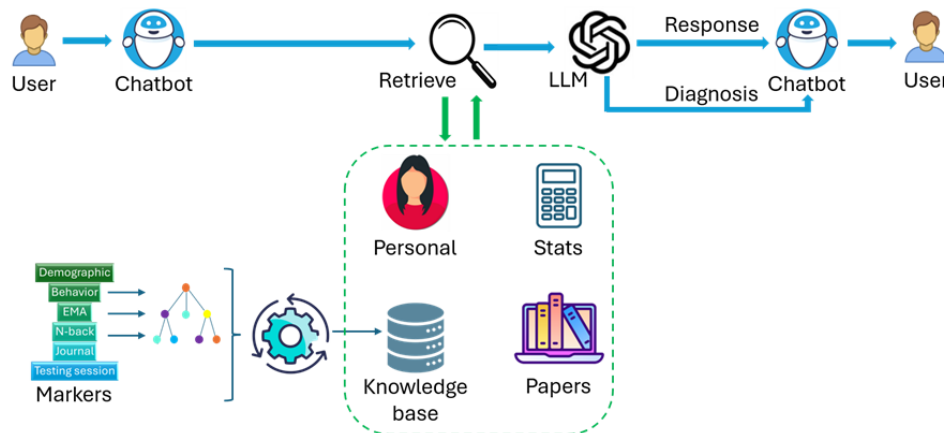 Response
User
Chatbot
Retrieve
LLM
Diagnosis
Chatbot
User
Personal
Stats
Demographic
Behavior
EMA
N-back
Journal
Testing session
Markers
Knowledge
base
Papers